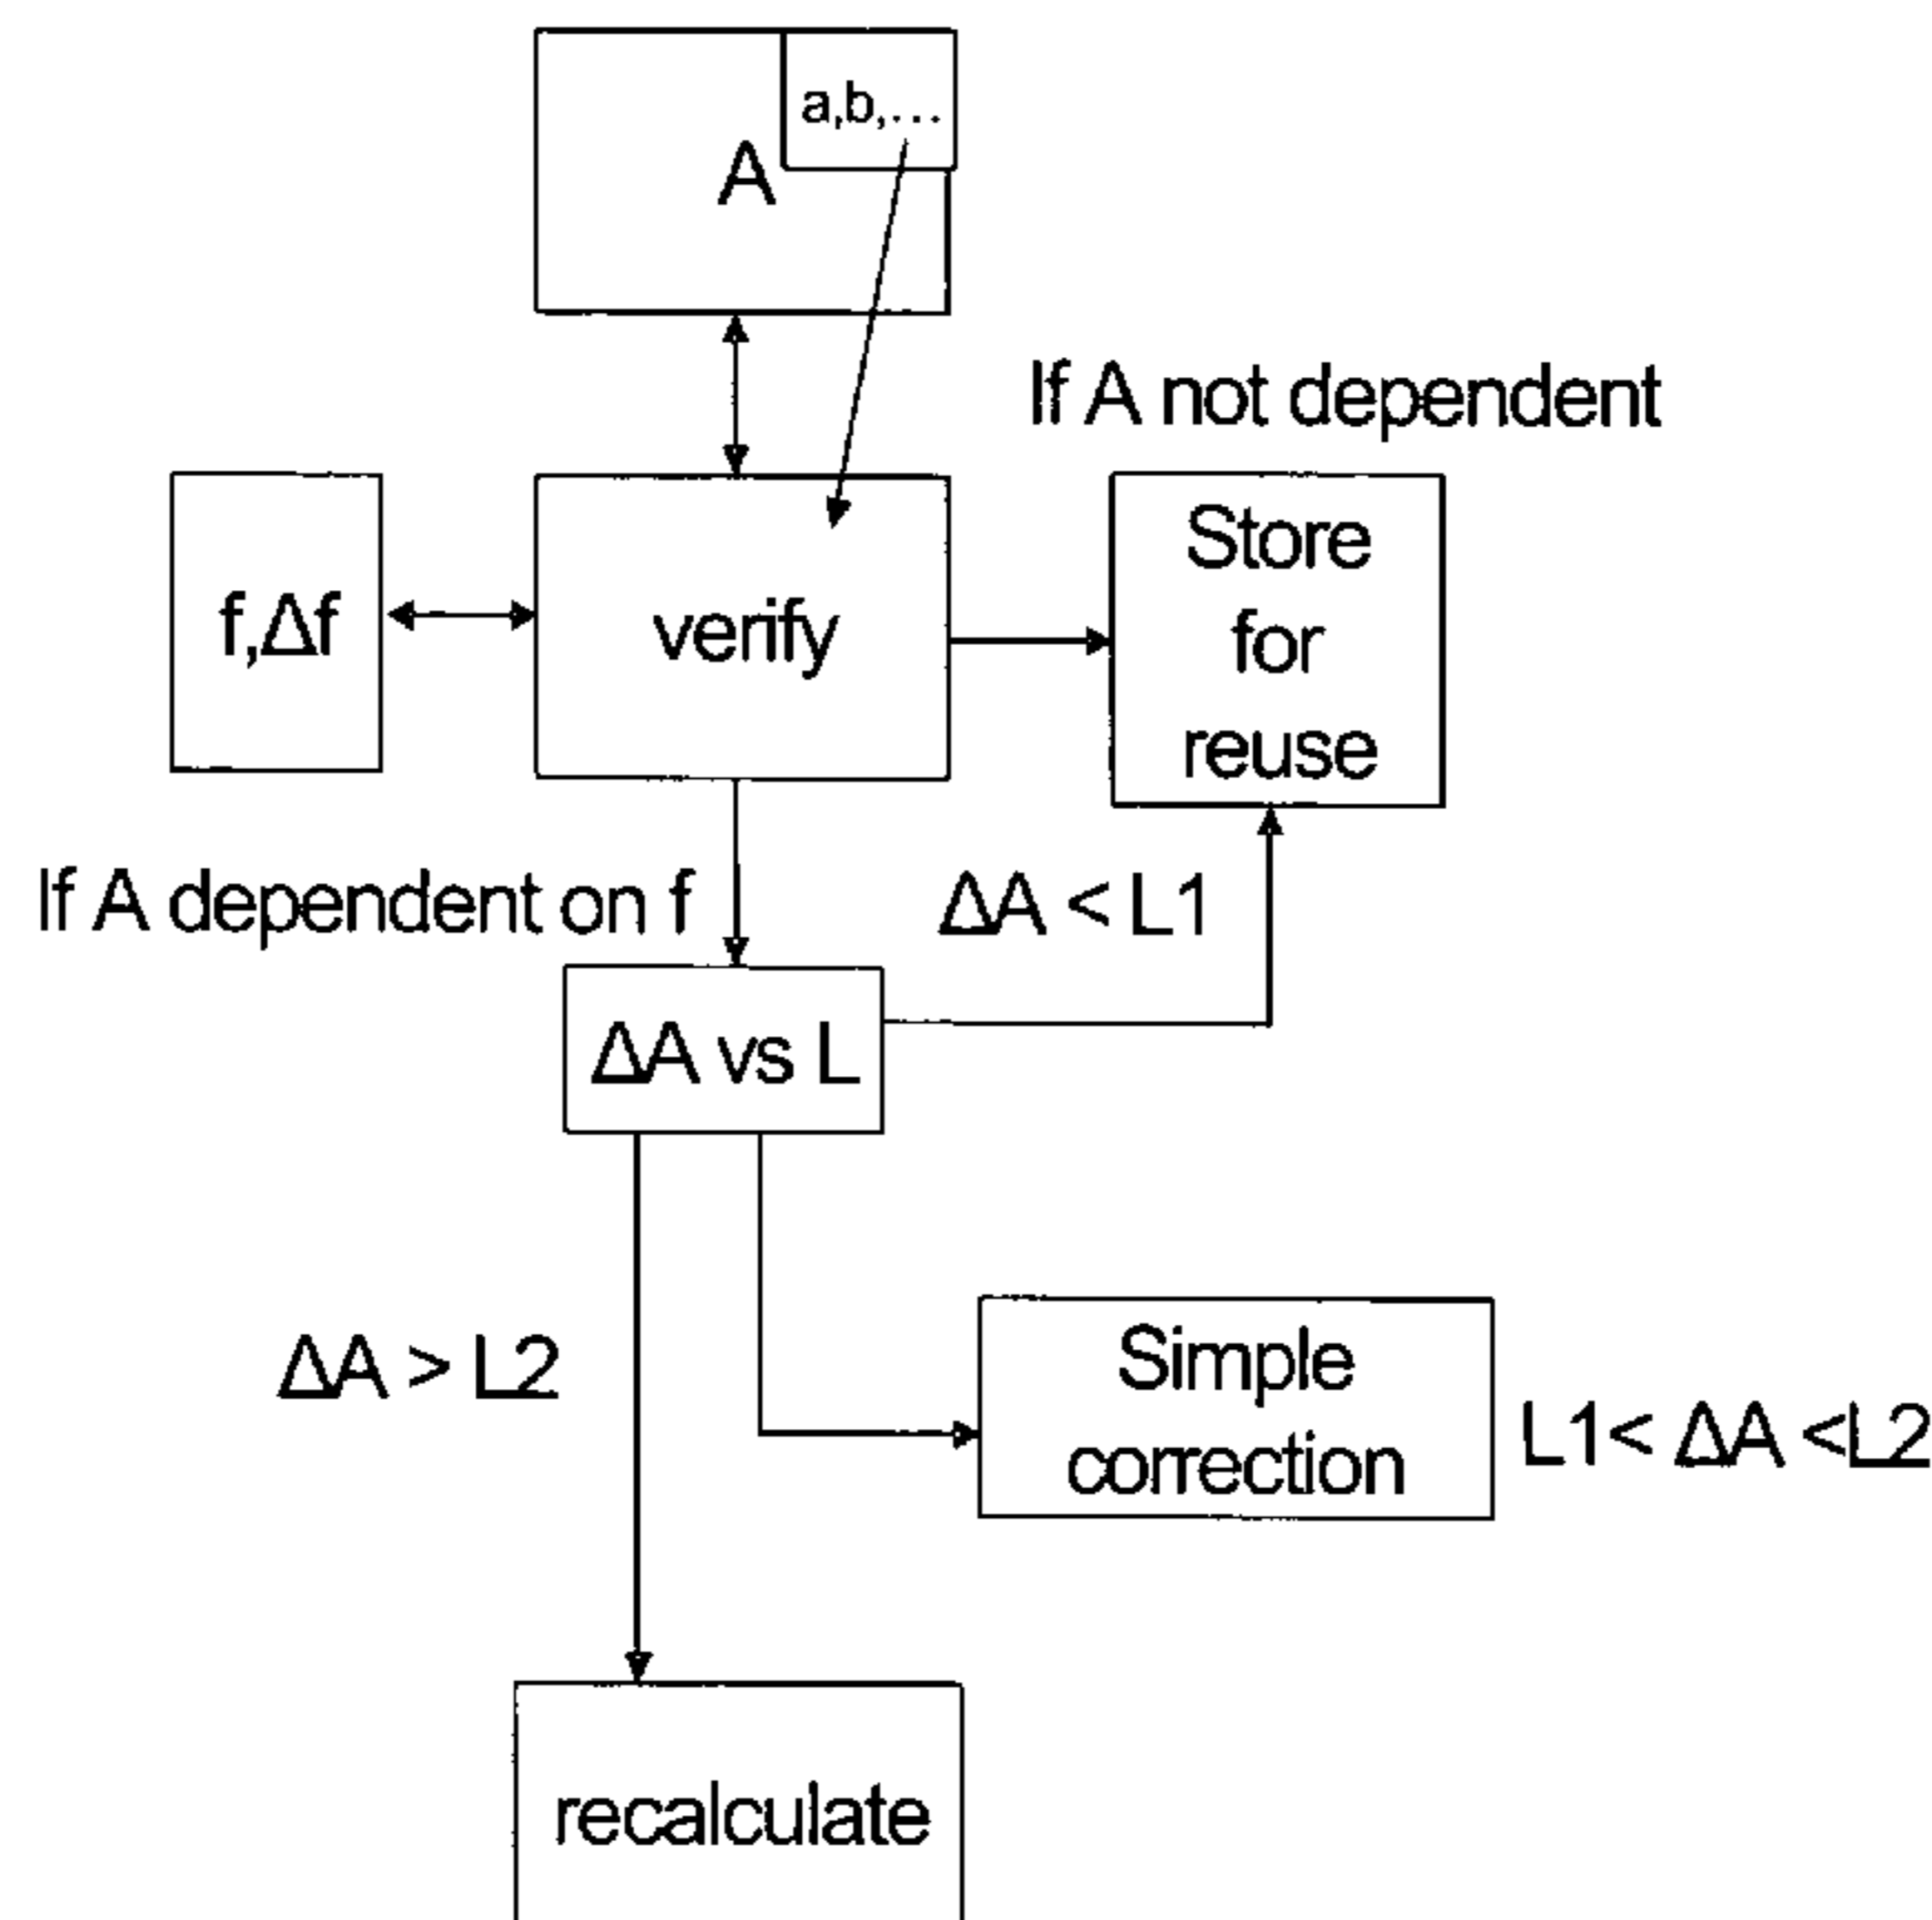 a,b,...
A
If A not dependent
Store
for
reuse
f,Δf
verify
If A dependent on f
ΔA < L1
ΔA vs L
ΔA > L2
Simple
correction
L1< ΔA <L2
recalculate